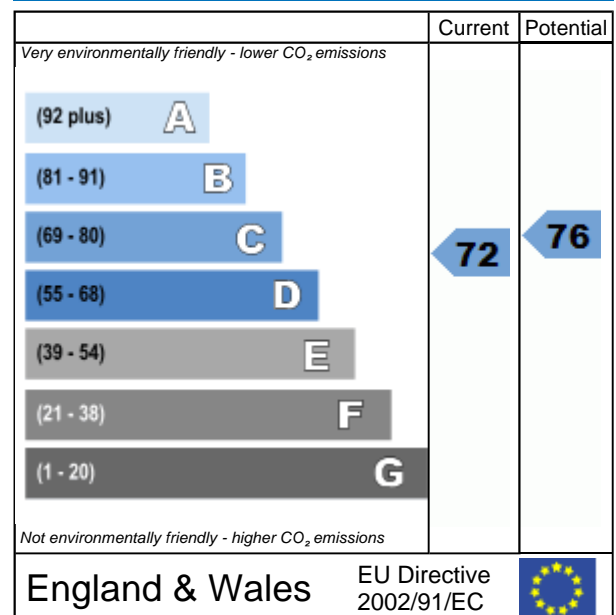 Current Potential
Very environmentally friendly - lower CO₂ emissions
(92 plus) A
(81 - 91) B
(69 - 80) C
72
76
(55 - 68) D
(39 - 54) E
(21 - 38) F
(1 - 20) G
Not environmentally friendly - higher CO₂ emissions
England & Wales
EU Directive
2002/91/EC